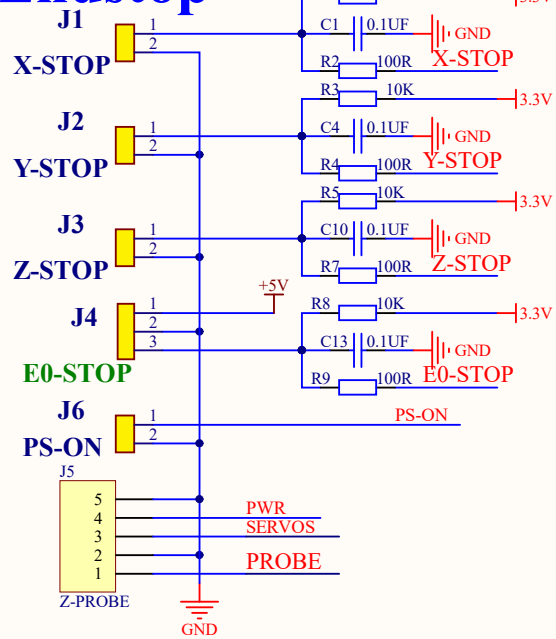 J1
X-STOP
1
2
C1 0.1UF
GND
X-STOP
R2 100R
R3 10K
3.3V
J2
Y-STOP
1
2
C4 0.1UF
GND
Y-STOP
R4 100R
R5 10K
3.3V
J3
Z-STOP
1
2
C10 0.1UF
GND
Z-STOP
R7 100R
+5V
J4
E0-STOP
1
2
3
R8 10K
3.3V
C13 0.1UF
GND
E0-STOP
R9 100R
J6
PS-ON
1
2
PS-ON
J5
5
4 PWR
3 SERVOS
2
1 PROBE
Z-PROBE
GND